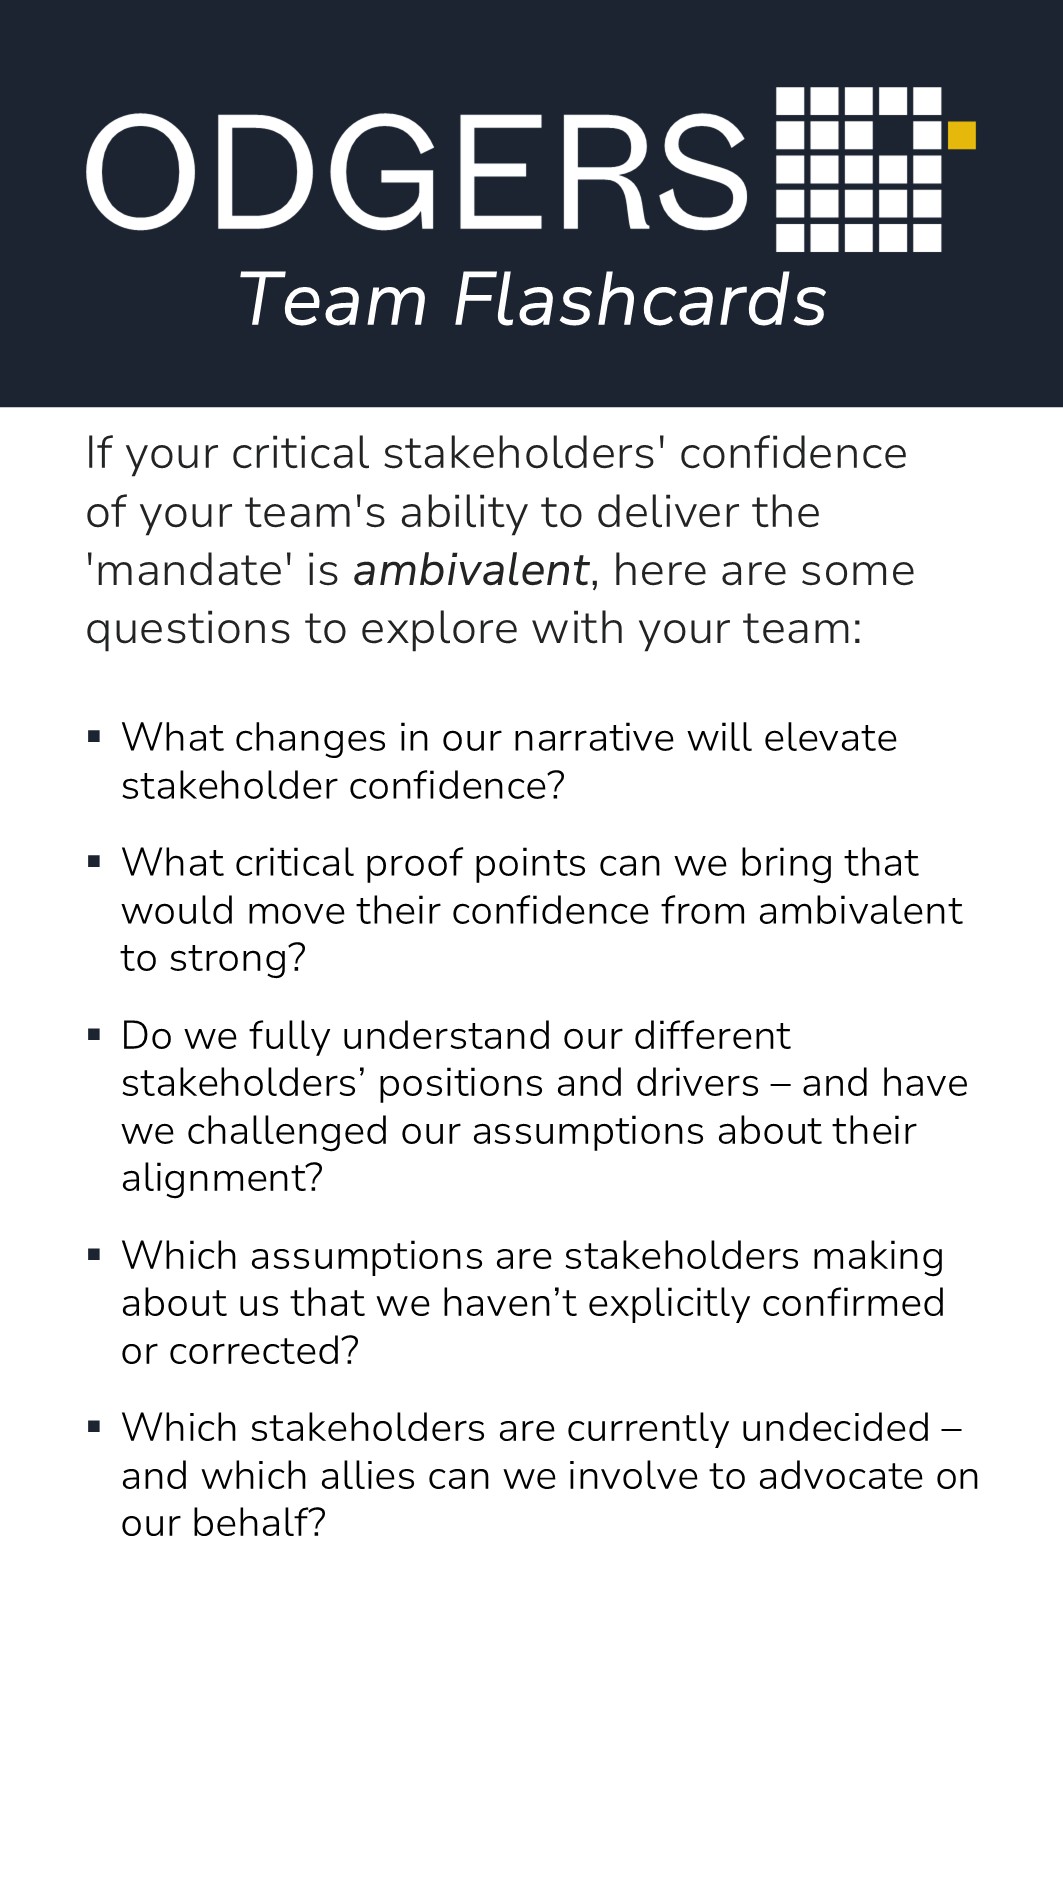 ODGERS
Team Flashcards
If your critical stakeholders' confidence
of your team's ability to deliver the
'mandate' is ambivalent, here are some
questions to explore with your team:
▪ What changes in our narrative will elevate
stakeholder confidence?
▪ What critical proof points can we bring that
would move their confidence from ambivalent
to strong?
▪ Do we fully understand our different
stakeholders’ positions and drivers – and have
we challenged our assumptions about their
alignment?
▪ Which assumptions are stakeholders making
about us that we haven’t explicitly confirmed
or corrected?
▪ Which stakeholders are currently undecided –
and which allies can we involve to advocate on
our behalf?